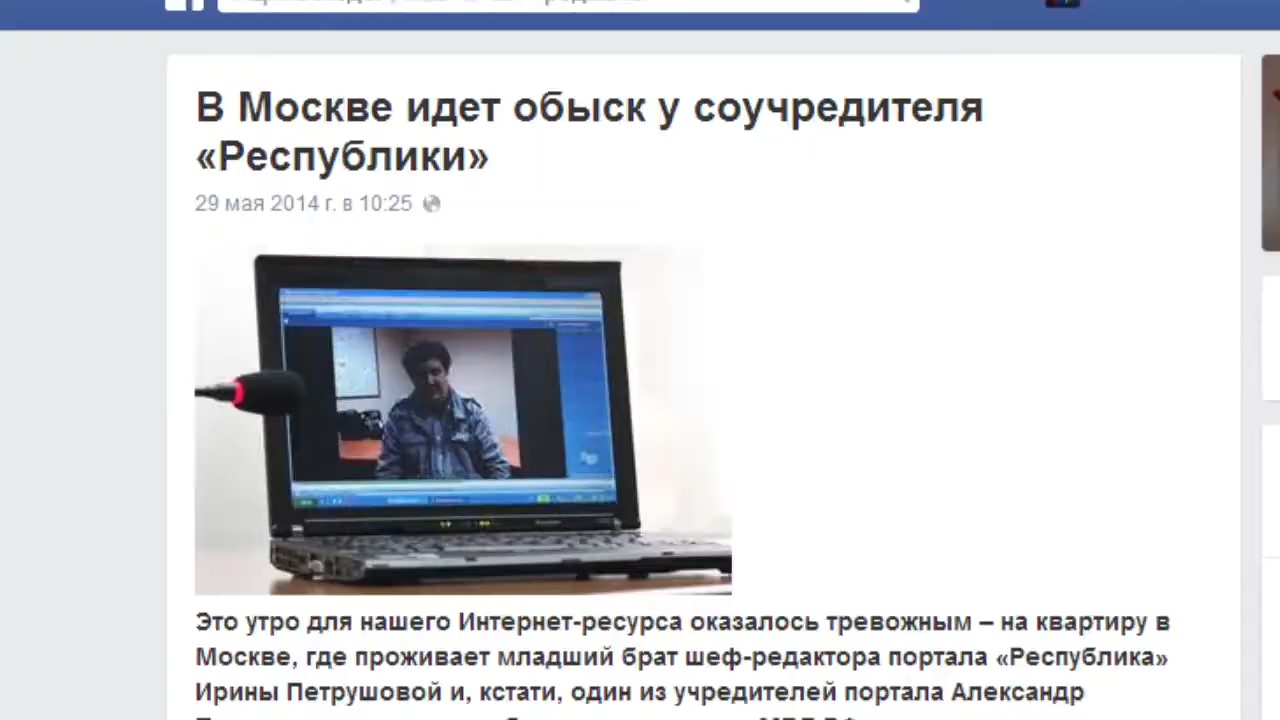 В Москве идет обыск у соучредителя
«Республики»
29 мая 2014 г. в 10:25
Это утро для нашего Интернет-ресурса оказалось тревожным – на квартиру в
Москве, где проживает младший брат шеф-редактора портала «Республика»
Ирины Петрушовой и, кстати, один из учредителей портала Александр